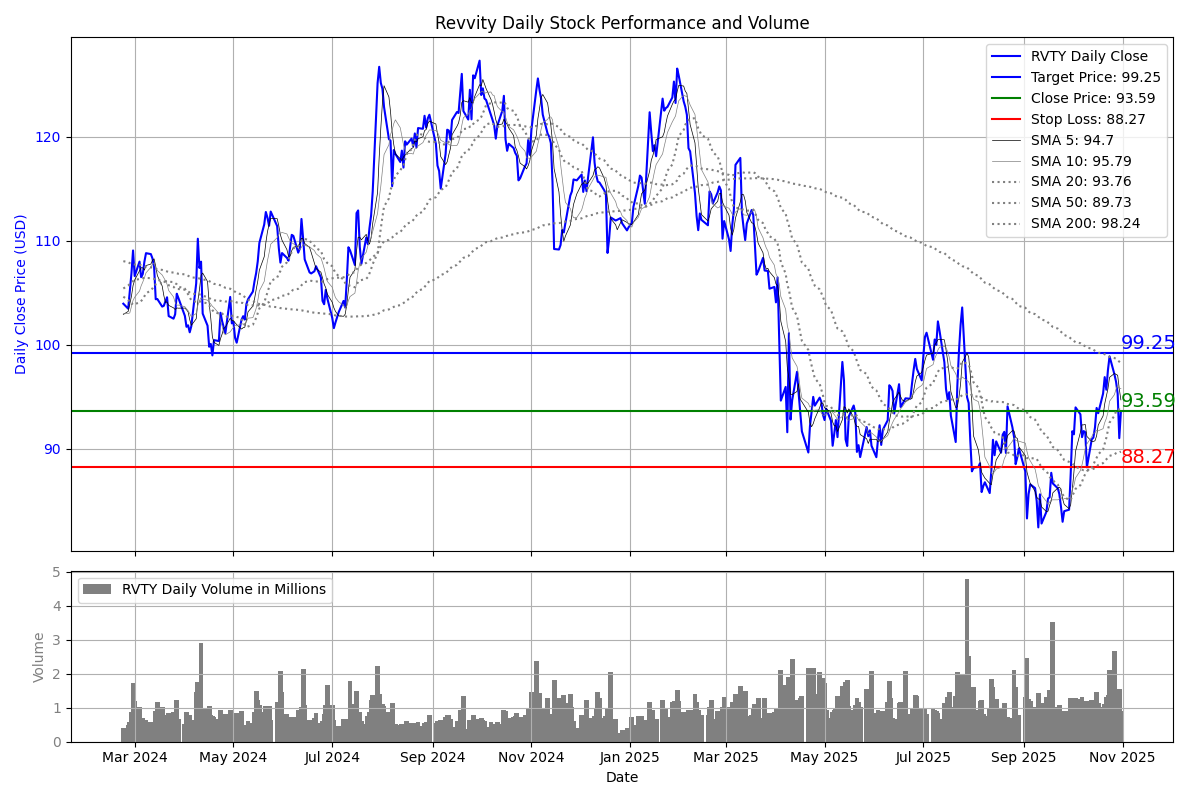 Revvity Daily Stock Performance and Volume
RVTY Daily Close
Target Price: 99.25
Close Price: 93.59
Stop Loss: 88.27
SMA 5: 94.7
SMA 10: 95.79
SMA 20: 93.76
SMA 50: 89.73
SMA 200: 98.24
Daily Close Price (USD)
120
110
100
90
99.25
93.59
88.27
RVTY Daily Volume in Millions
Volume
5
4
3
2
1
0
Mar 2024 May 2024 Jul 2024 Sep 2024 Nov 2024 Jan 2025 Mar 2025 May 2025 Jul 2025 Sep 2025 Nov 2025
Date